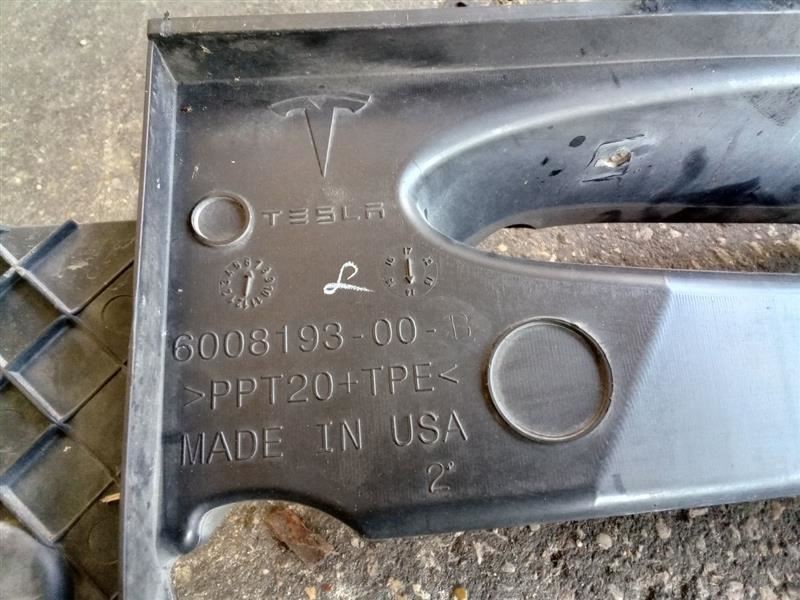 TESLA
6008193-00-B
>PPT20+TPE<
MADE IN USA
2